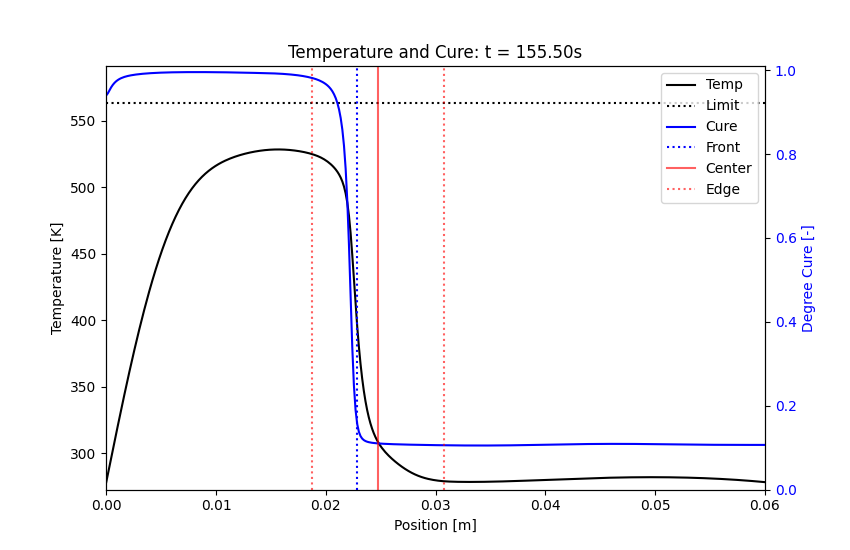 Temperature and Cure: t = 155.50s
Temperature [K]
550
500
450
400
350
300
1.0
0.8
0.6
0.4
0.2
0.0
Degree Cure [-]
Temp
Limit
Cure
Front
Center
Edge
0.00 0.01 0.02 0.03 0.04 0.05 0.06
Position [m]